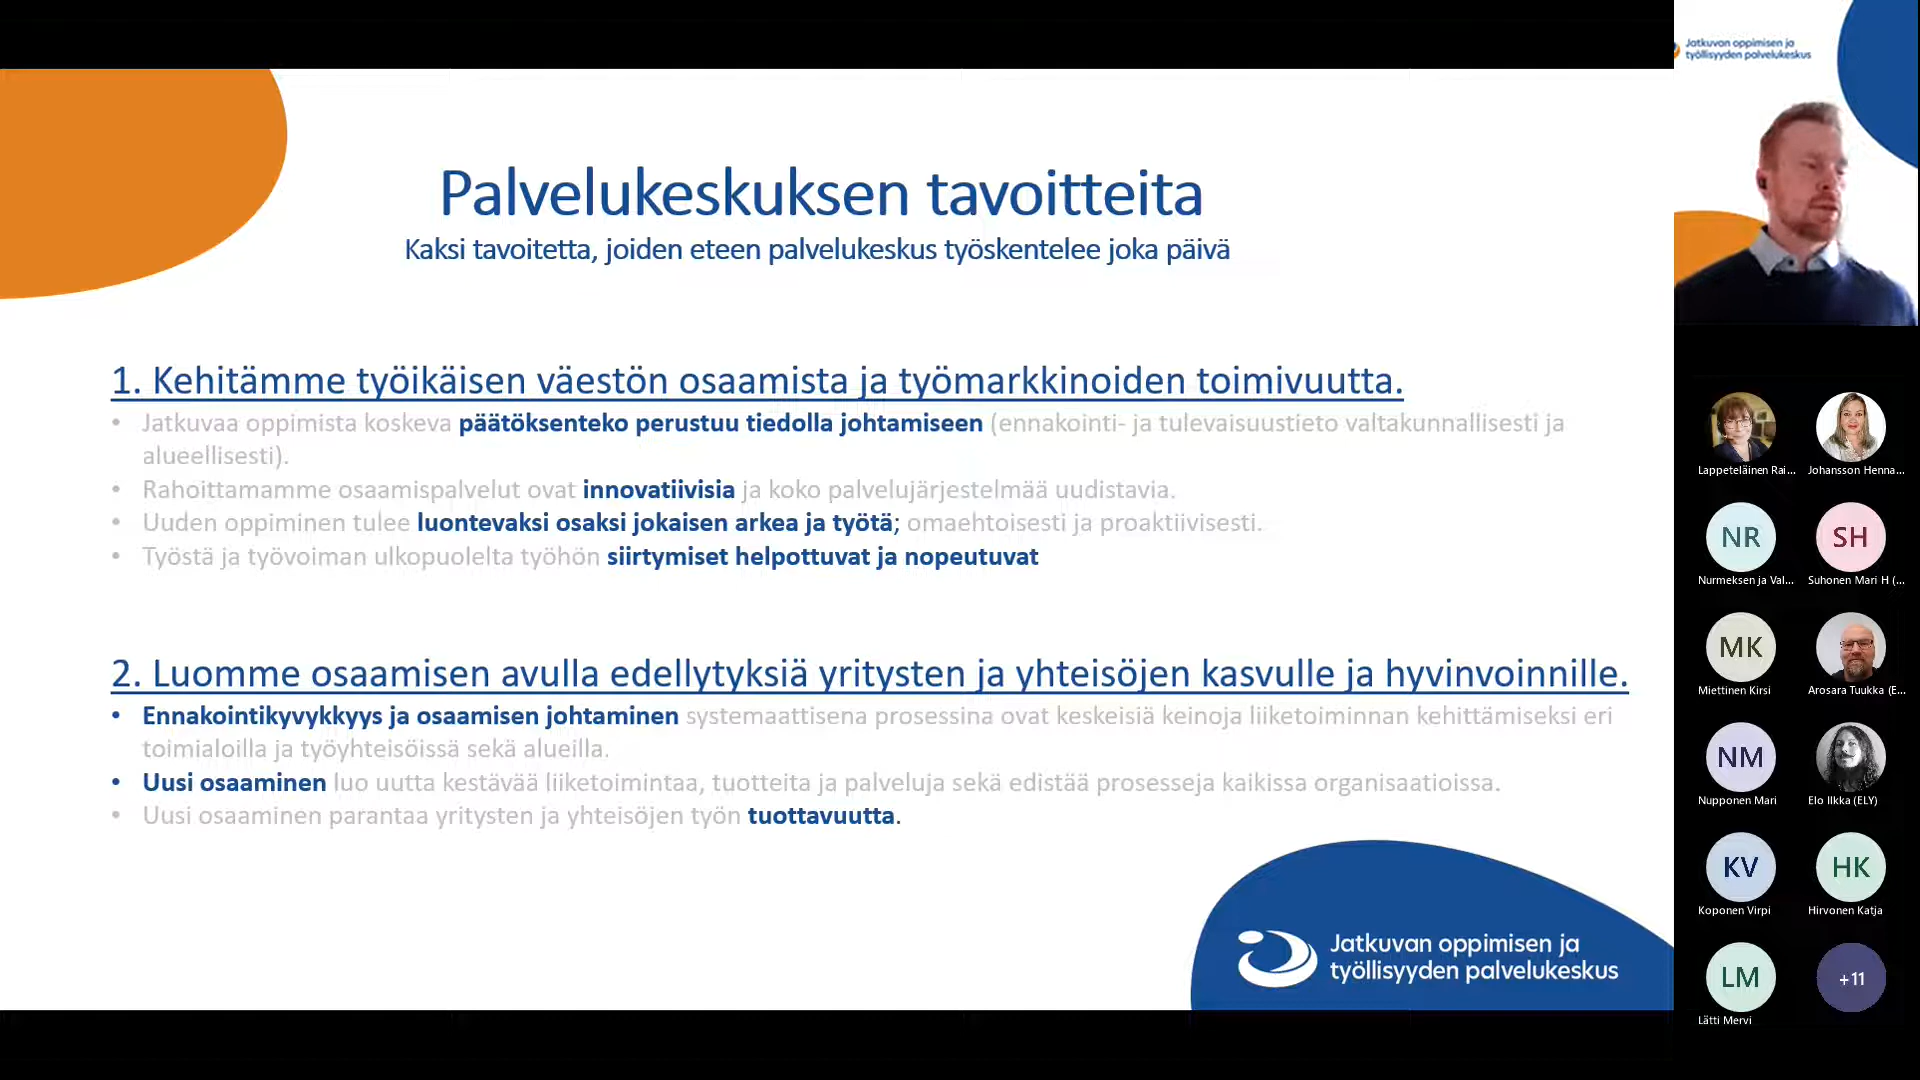 Palvelukeskuksen tavoitteita
Kaksi tavoitetta, joiden eteen palvelukeskus työskentelee joka päivä
1. Kehitämme työikäisen väestön osaamista ja työmarkkinoiden toimivuutta.
• Jatkuvaa oppimista koskeva päätöksenteko perustuu tiedolla johtamiseen (ennakointi- ja tulevaisuustieto valtakunnallisesti ja
alueellisesti).
• Rahoittamamme osaamispalvelut ovat innovatiivisia ja koko palvelujärjestelmää uudistavia.
• Uuden oppiminen tulee luontevaksi osaksi jokaisen arkea ja työtä; omaehtoisesti ja proaktiivisesti.
• Työstä ja työvoiman ulkopuolelta työhön siirtymiset helpottuvat ja nopeutuvat
2. Luomme osaamisen avulla edellytyksiä yritysten ja yhteisöjen kasvulle ja hyvinvoinnille.
• Ennakointikyvykkyys ja osaamisen johtaminen systemaattisena prosessina ovat keskeisiä keinoja liiketoiminnan kehittämiseksi eri
toimialoilla ja työyhteisöissä sekä alueilla.
• Uusi osaaminen luo uutta kestävää liiketoimintaa, tuotteita ja palveluja sekä edistää prosesseja kaikissa organisaatioissa.
• Uusi osaaminen parantaa yritysten ja yhteisöjen työn tuottavuutta.
Jatkuvan oppimisen ja
työllisyyden palvelukeskus
Jatkuvan oppimisen ja
työllisyyden palvelukeskus
Lappeteläinen Rai...
Johansson Henna...
NR
SH
Nurmeksen ja Val...
Suhonen Mari H (...
MK
Miettinen Kirsi
Arosara Tuukka (E...
NM
Nupponen Mari
Elo Ilkka (ELY)
KV
HK
Koponen Virpi
Hirvonen Katja
LM
+11
Lätti Mervi